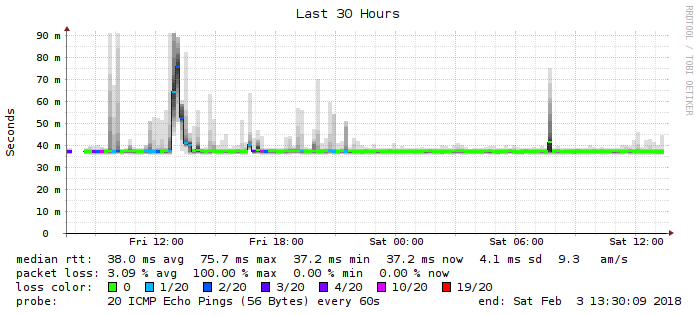 Last 30 Hours
RRDTOOL / TOBI OETIKER
Seconds
90 m
80 m
70 m
60 m
50 m
40 m
30 m
20 m
10 m
0
Fri 12:00 Fri 18:00 Sat 00:00 Sat 06:00 Sat 12:00
median rtt: 38.0 ms avg 75.7 ms max 37.2 ms min 37.2 ms now 4.1 ms sd 9.3 am/s
packet loss: 3.09 % avg 100.00 % max 0.00 % min 0.00 % now
loss color: 0 1/20 2/20 3/20 4/20 10/20 19/20
probe: 20 ICMP Echo Pings (56 Bytes) every 60s end: Sat Feb 3 13:30:09 2018